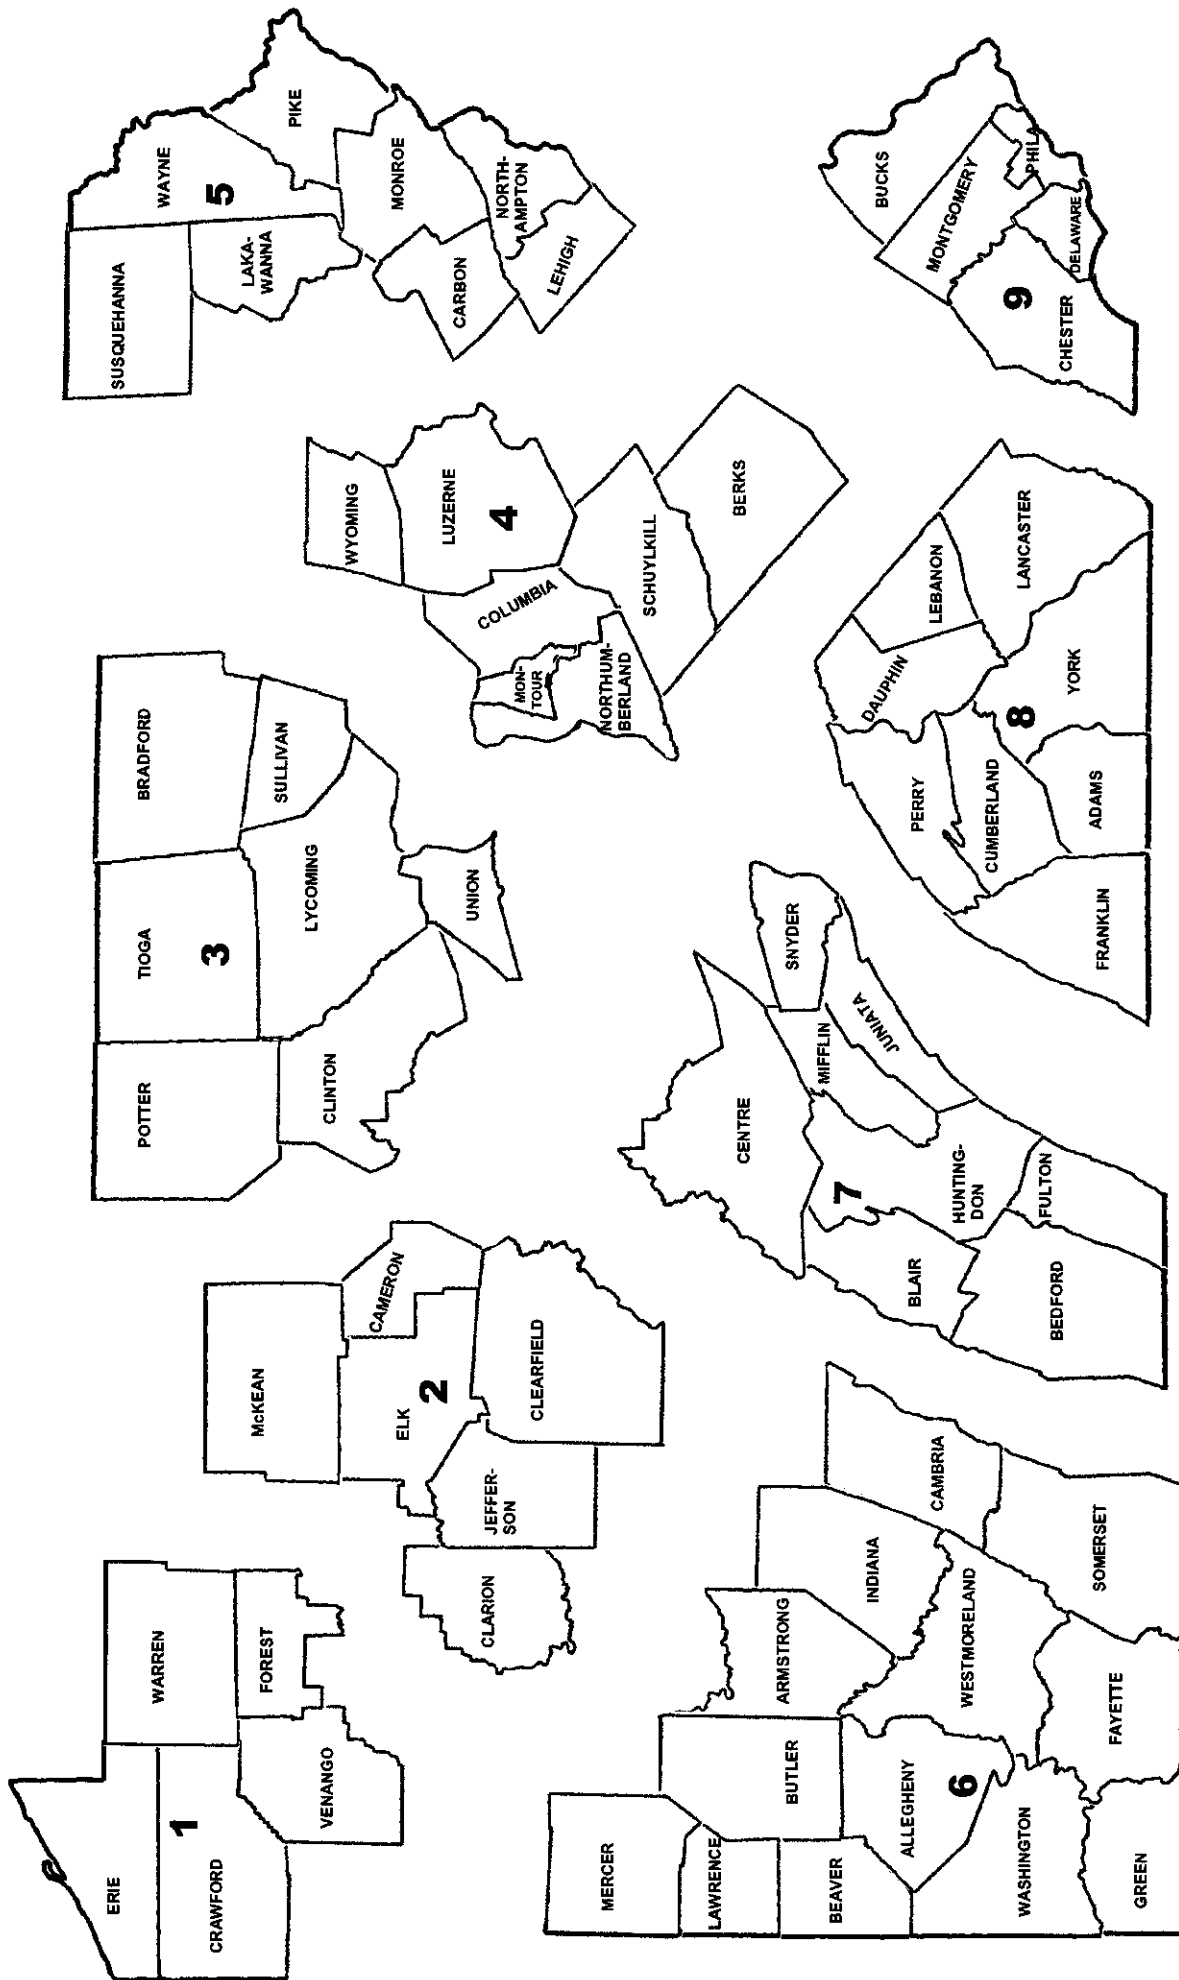 ERIE
CRAWFORD
1
WARREN
FOREST
VENANGO
McKEAN
CAMERON
ELK
2
JEFFER-
SON
CLARION
CLEARFIELD
POTTER
TIOGA
3
BRADFORD
SULLIVAN
LYCOMING
CLINTON
UNION
WYOMING
LUZERNE
4
COLUMBIA
MON-
TOUR
NORTHUM-
BERLAND
SCHUYLKILL
BERKS
SUSQUEHANNA
WAYNE
5
LAKA-
WANNA
PIKE
MONROE
CARBON
NORTH-
AMPTON
LEHIGH
MERCER
LAWRENCE
BUTLER
BEAVER
ARMSTRONG
INDIANA
CAMBRIA
ALLEGHENY
6
WESTMORELAND
WASHINGTON
GREEN
FAYETTE
SOMERSET
CENTRE
SNYDER
MIFFLIN
JUNIATA
7
HUNTING-
DON
BLAIR
BEDFORD
FULTON
PERRY
DAUPHIN
LEBANON
CUMBERLAND
8
LANCASTER
YORK
ADAMS
FRANKLIN
BUCKS
MONTGOMERY
PHILA
DELAWARE
9
CHESTER